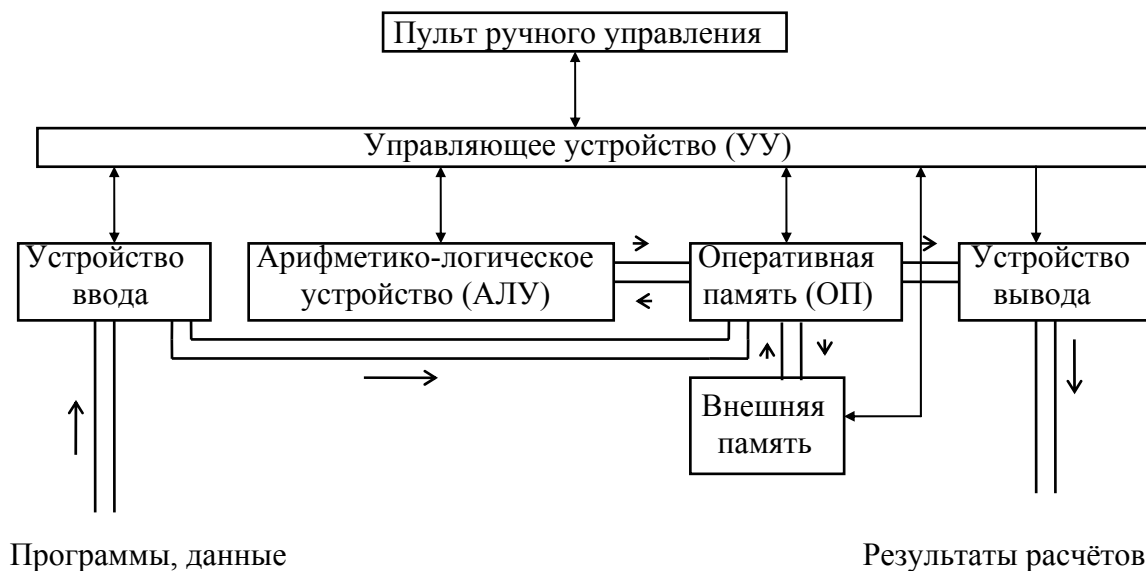 Пульт ручного управления
Управляющее устройство (УУ)
Устройство
ввода
Арифметико-логическое
устройство (АЛУ)
Оперативная
память (ОП)
Устройство
вывода
Внешняя
память
Программы, данные
Результаты расчётов